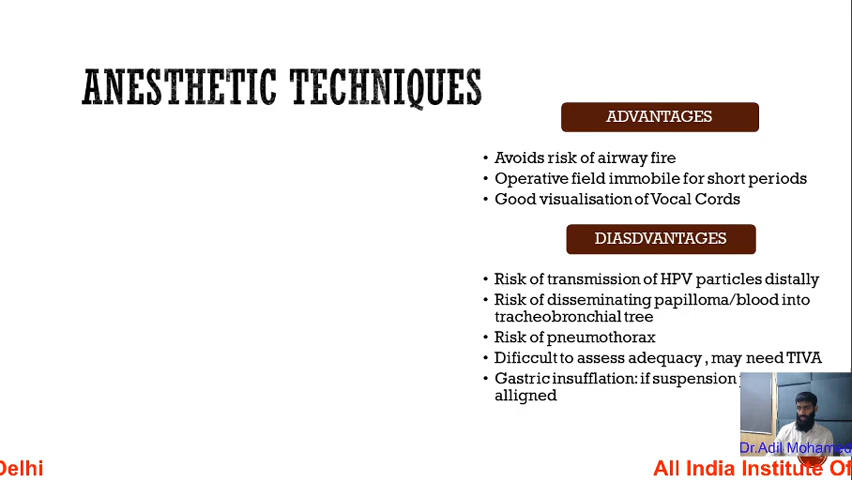 ANESTHETIC TECHNIQUES
ADVANTAGES
• Avoids risk of airway fire
• Operative field immobile for short periods
• Good visualisation of Vocal Cords
DIASDVANTAGES
• Risk of transmission of HPV particles distally
• Risk of disseminating papilloma/blood into
tracheobronchial tree
• Risk of pneumothorax
• Dificcult to assess adequacy , may need TIVA
• Gastric insufflation: if suspension
alligned
Dr.Adil Mohamed
Delhi
All India Institute Of